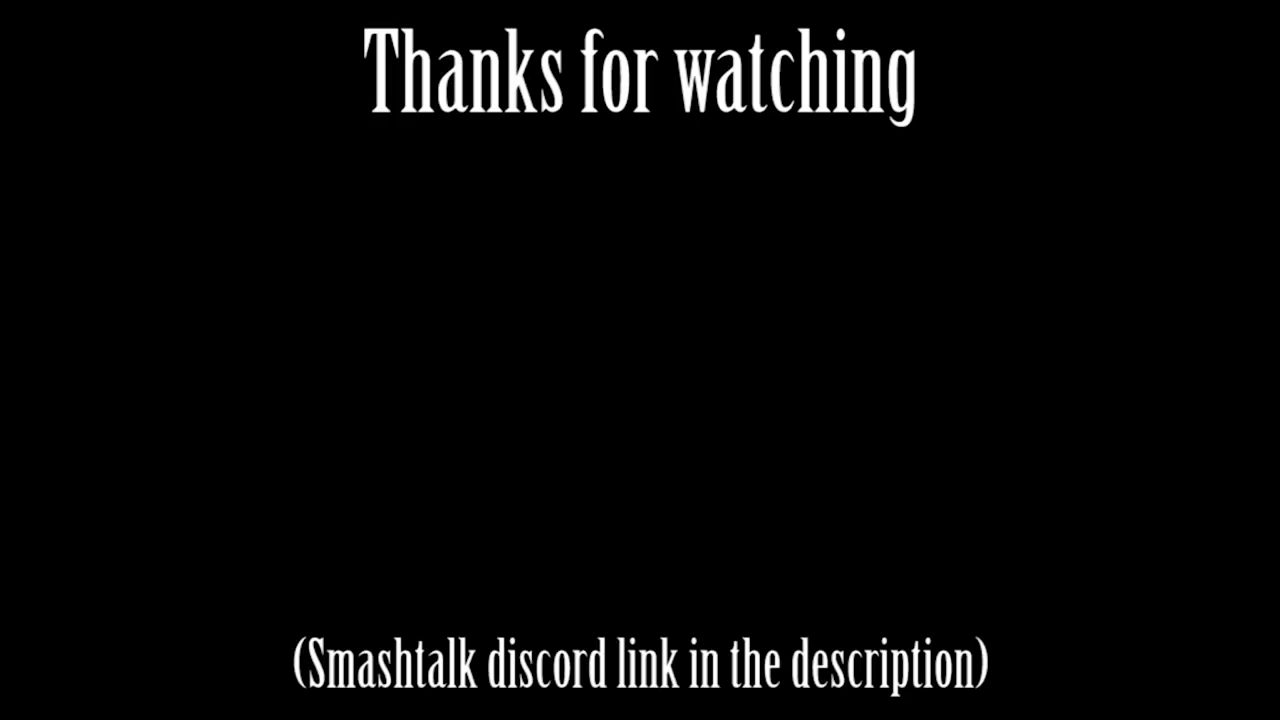 Thanks for watching
(Smashtalk discord link in the description)